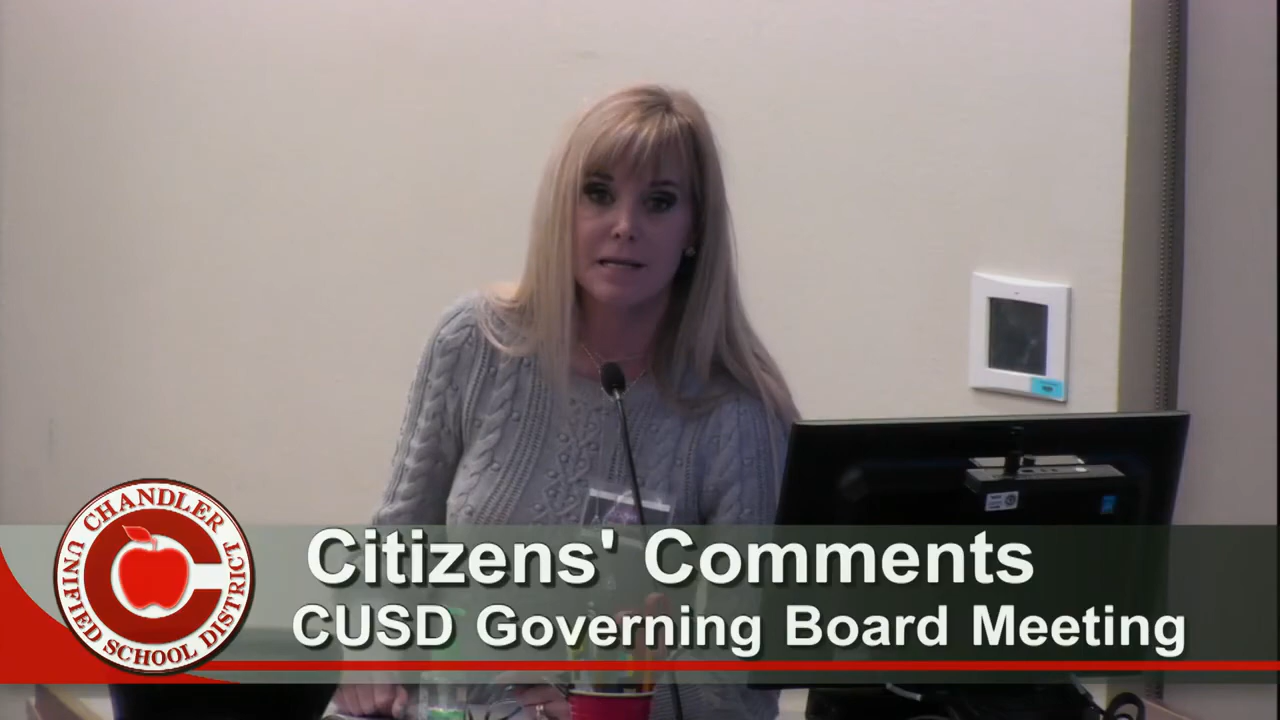 CHANDLER
UNIFIED SCHOOL DISTRICT
Citizens' Comments
CUSD Governing Board Meeting